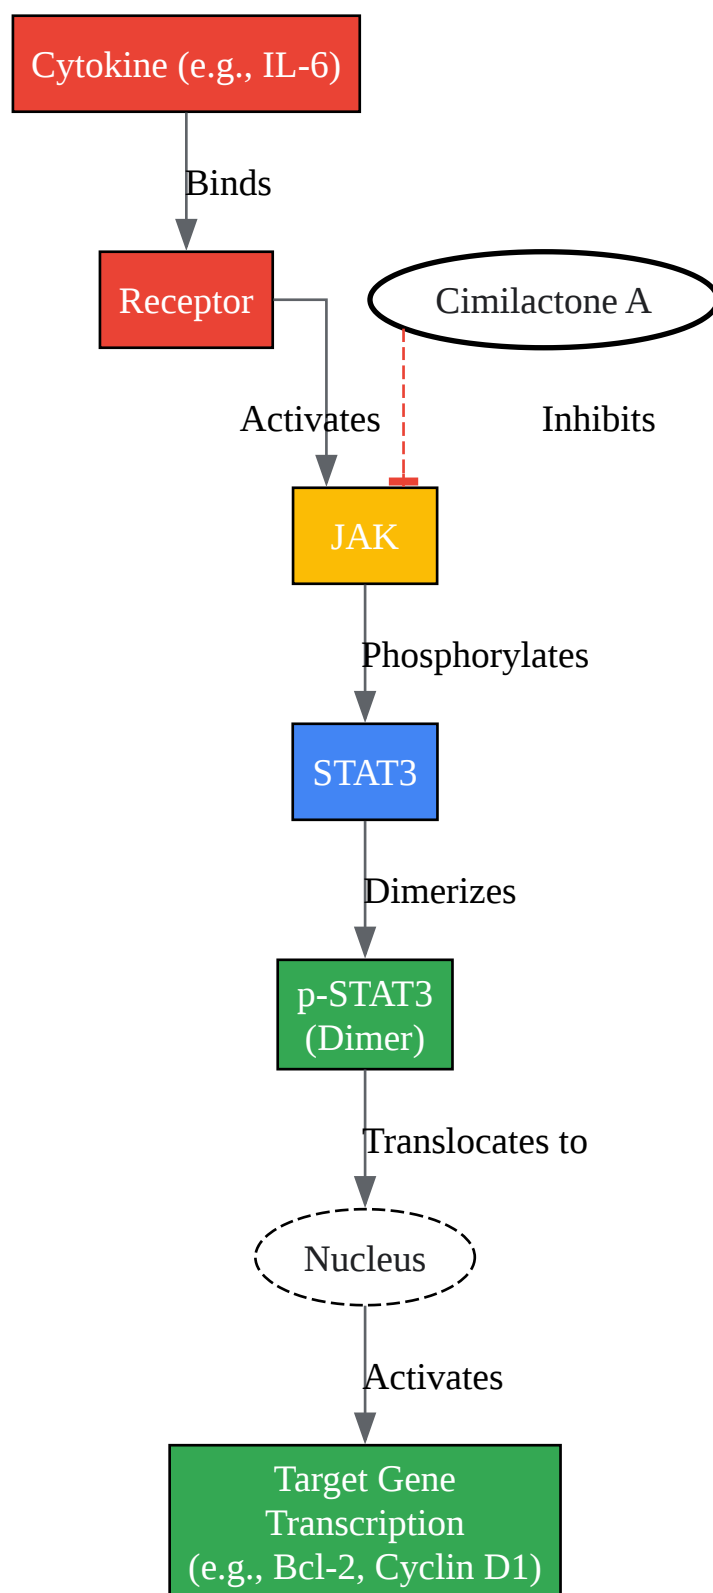 Cytokine (e.g., IL-6)
Binds
Receptor
Cimilactone A
Activates
Inhibits
JAK
Phosphorylates
STAT3
Dimerizes
p-STAT3
(Dimer)
Translocates to
Nucleus
Activates
Target Gene
Transcription
(e.g., Bcl-2, Cyclin D1)